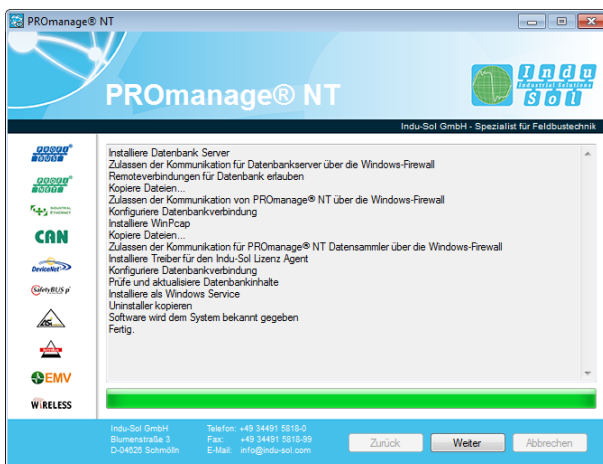 PROmanage® NT
PROmanage® NT
Indu
Industrial Solutions
Sol
Indu-Sol GmbH - Spezialist für Feldbustechnik
PROFI®
BUS
PROFI®
NET
INDUSTRIAL
ETHERNET
CAN
DeviceNet
SafetyBUS p®
EMV
WIRELESS
Installiere Datenbank Server
Zulassen der Kommunikation für Datenbankserver über die Windows-Firewall
Remoteverbindungen für Datenbank erlauben
Kopiere Dateien...
Zulassen der Kommunikation von PROmanage® NT über die Windows-Firewall
Konfiguriere Datenbankverbindung
Installiere WinPcap
Kopiere Dateien...
Zulassen der Kommunikation für PROmanage® NT Datensammler über die Windows-Firewall
Installiere Treiber für den Indu-Sol Lizenz Agent
Konfiguriere Datenbankverbindung
Prüfe und aktualisiere Datenbankinhalte
Installiere als Windows Service
Uninstaller kopieren
Software wird dem System bekannt gegeben
Fertig.
Indu-Sol GmbH Telefon: +49 34491 5818-0
Blumenstraße 3 Fax: +49 34491 5818-99
D-04626 Schmölln E-Mail: info@indu-sol.com
Zurück Weiter Abbrechen